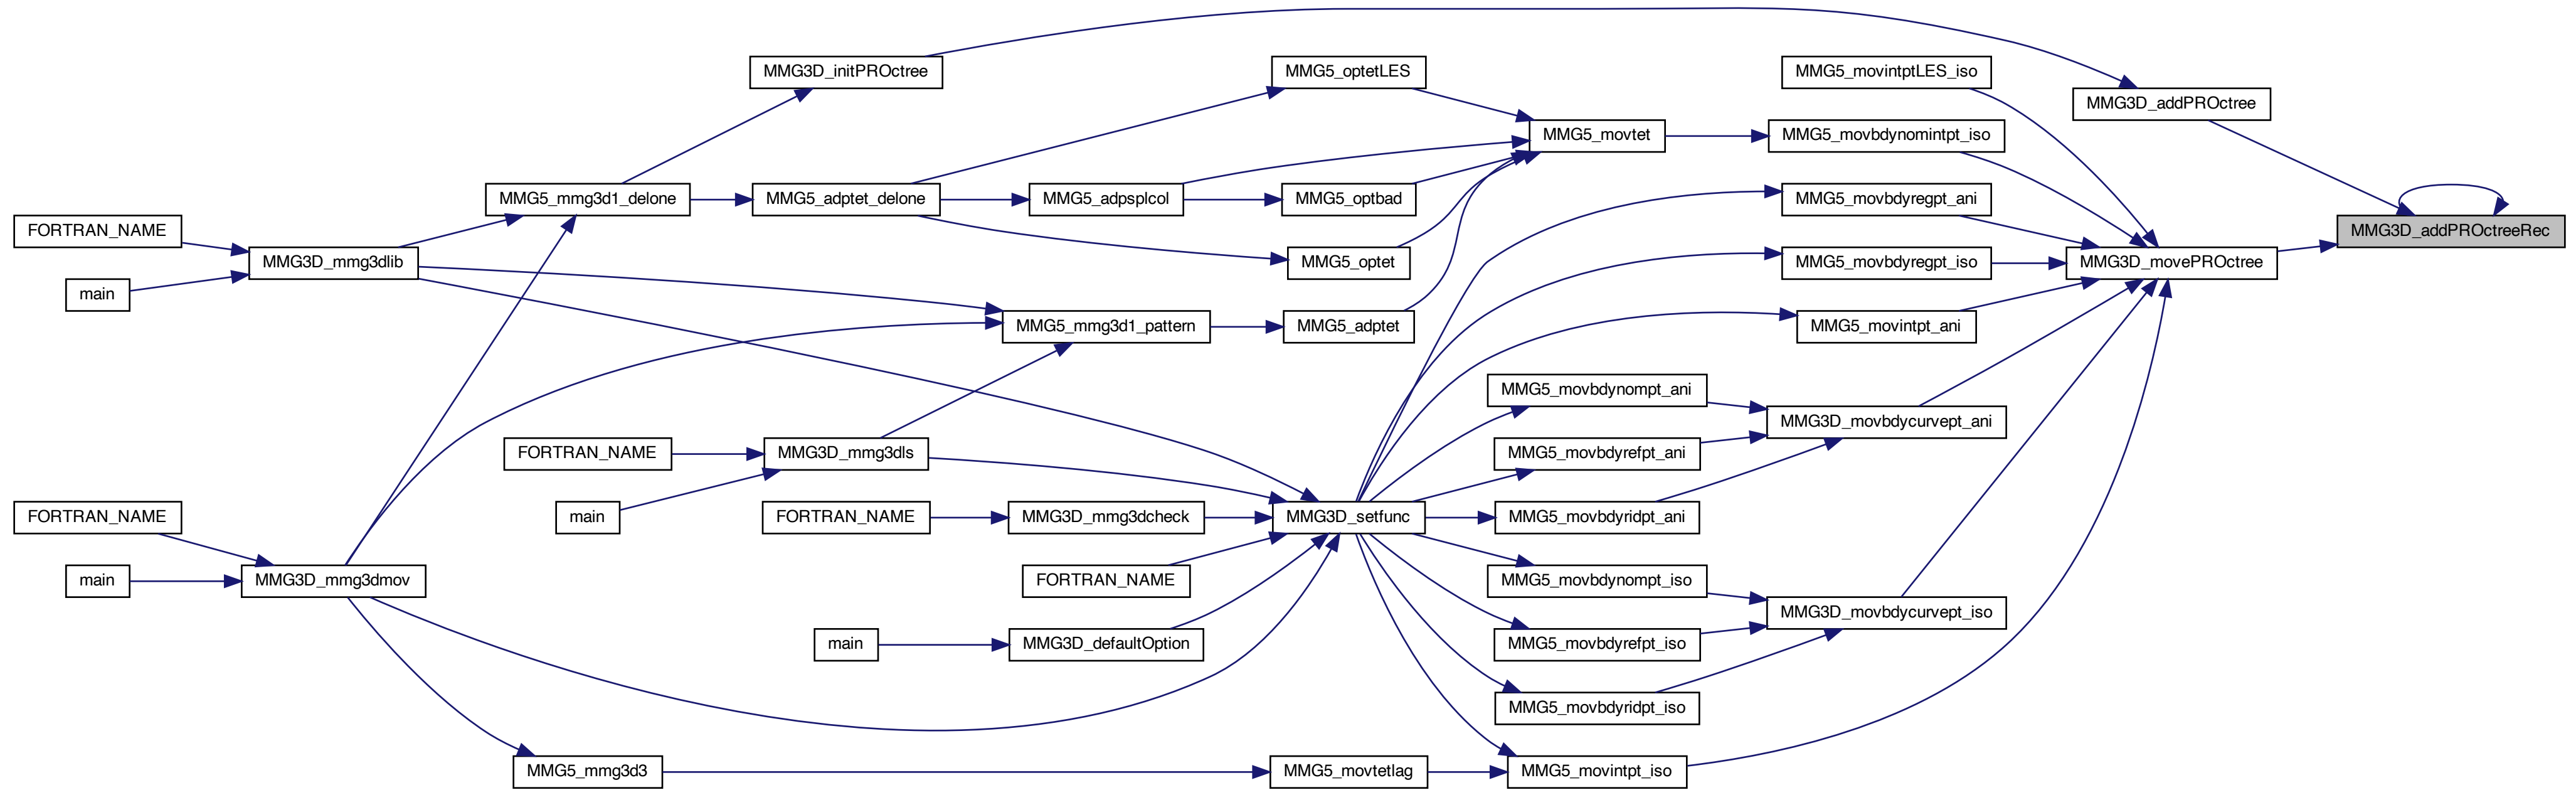 MMG3D_initPROctree
MMG5_optetLES
MMG5_movintptLES_iso
MMG3D_addPROctree
MMG5_movtet
MMG5_movbdynomintpt_iso
MMG5_mmg3d1_delone
MMG5_adptet_delone
MMG5_adpsplcol
MMG5_optbad
MMG5_movbdyregpt_ani
FORTRAN_NAME
MMG3D_addPROctreeRec
MMG3D_mmg3dlib
MMG5_optet
MMG5_movbdyregpt_iso
MMG3D_movePROctree
main
MMG5_mmg3d1_pattern
MMG5_adptet
MMG5_movintpt_ani
MMG5_movbdynompt_ani
MMG3D_movbdycurvept_ani
FORTRAN_NAME
MMG3D_mmg3dls
MMG5_movbdyrefpt_ani
FORTRAN_NAME
main
FORTRAN_NAME
MMG3D_mmg3dcheck
MMG3D_setfunc
MMG5_movbdyridpt_ani
main
MMG3D_mmg3dmov
FORTRAN_NAME
MMG5_movbdynompt_iso
MMG3D_movbdycurvept_iso
main
MMG3D_defaultOption
MMG5_movbdyrefpt_iso
MMG5_movbdyridpt_iso
MMG5_mmg3d3
MMG5_movtetlag
MMG5_movintpt_iso